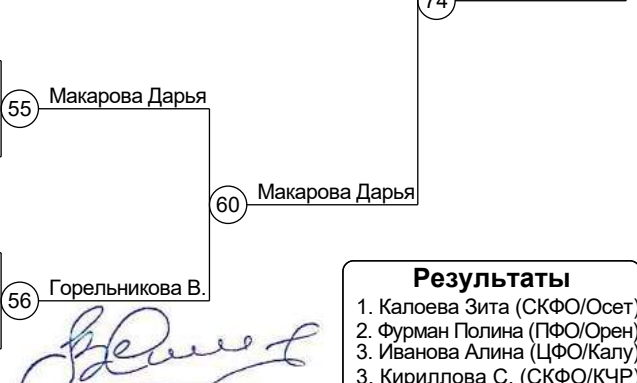 74
55 Макарова Дарья
60 Макарова Дарья
56 Горельникова В.
Результаты
1. Калоева Зита (СКФО/Осет)
2. Фурман Полина (ПФО/Орен)
3. Иванова Алина (ЦФО/Калу)
3. Кириллова С. (СКФО/КЧР)